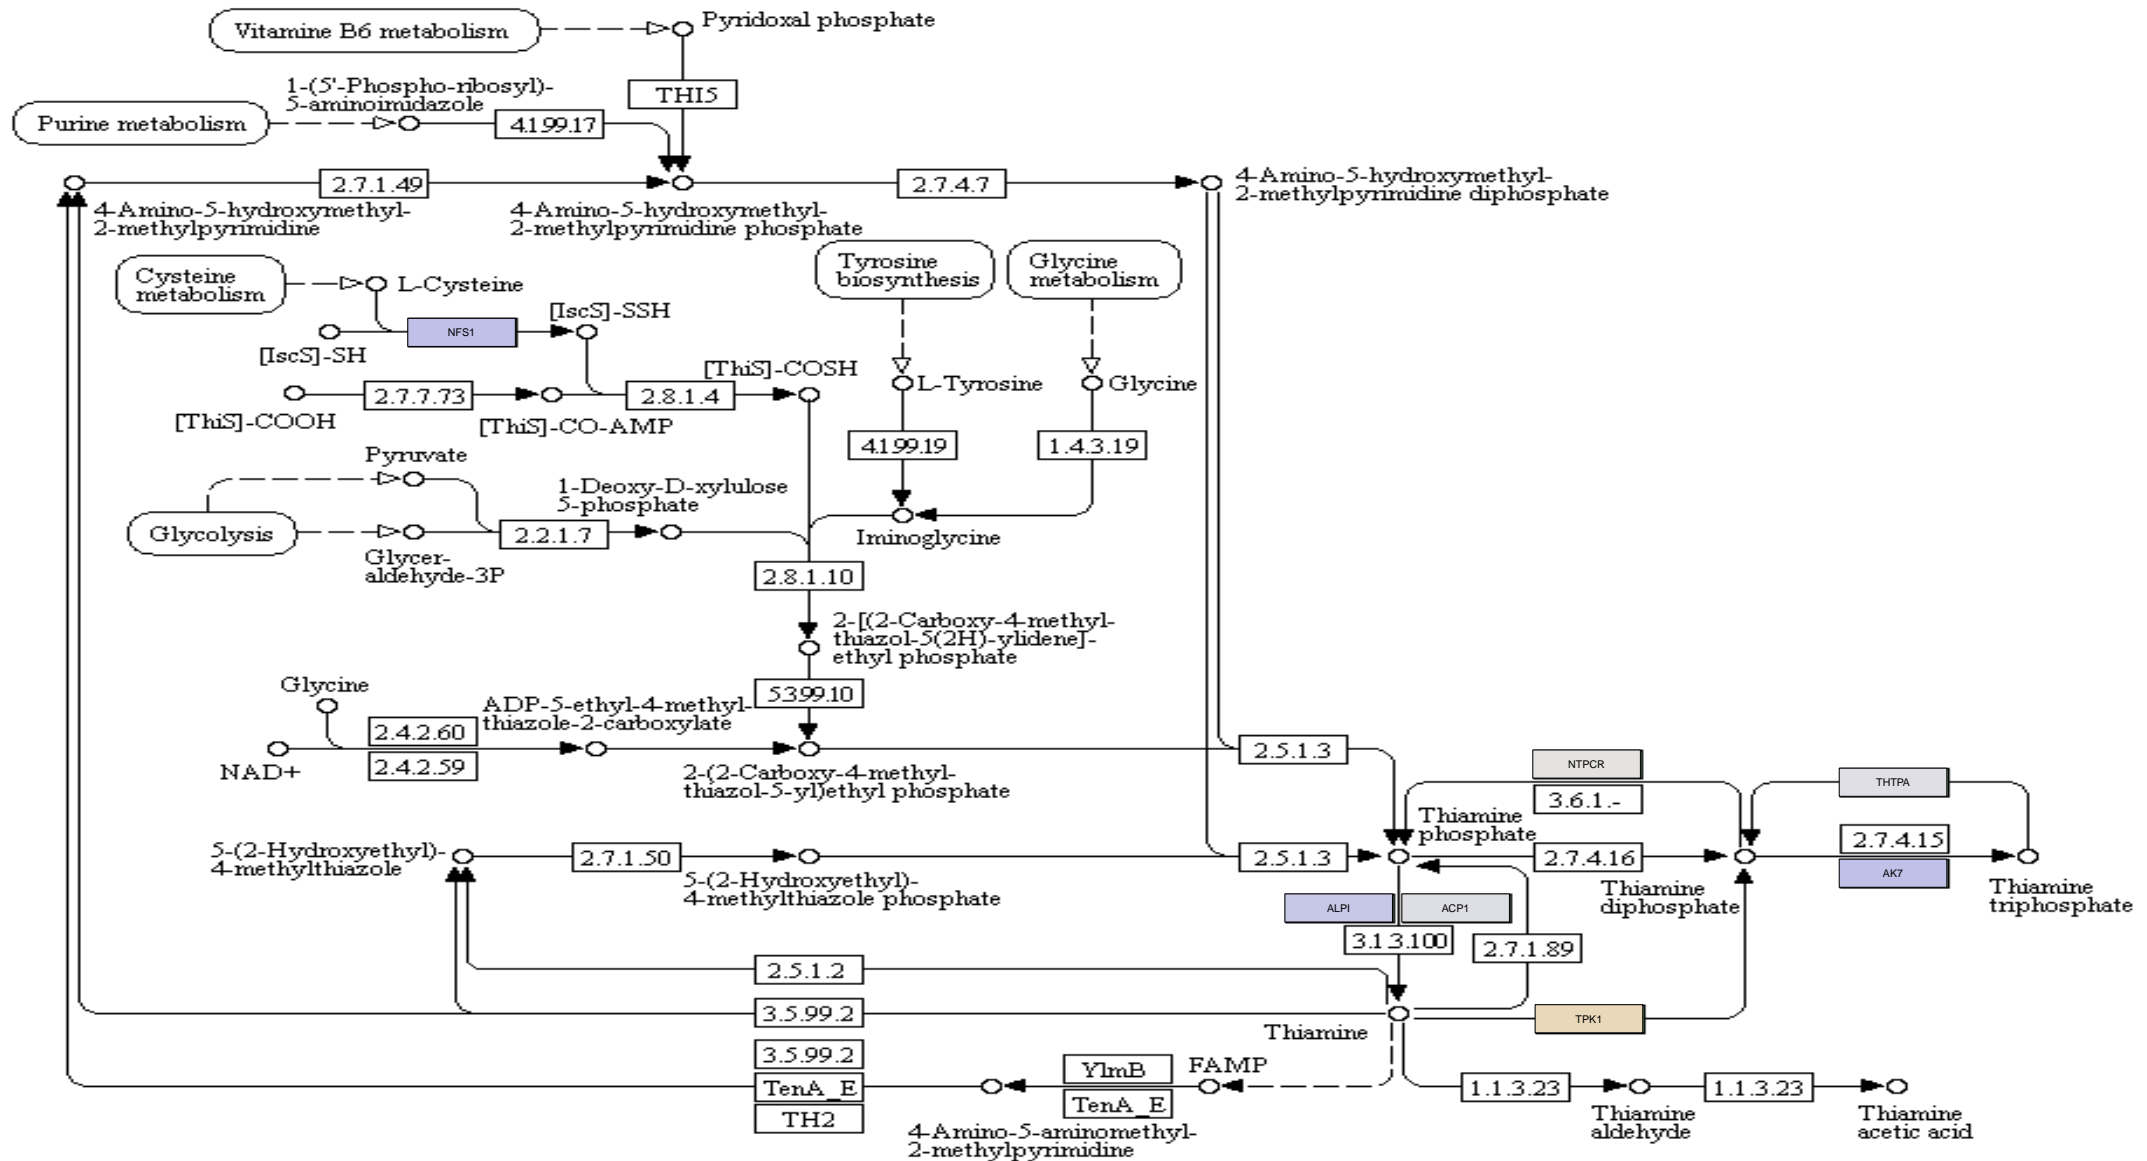 Vitamine B6 metabolism
Pyridoxal phosphate
1-(5'-Phospho-ribosyl)-
5-aminoimidazole
THI5
Purine metabolism
4.1.99.17
2.7.1.49
2.7.4.7
4-Amino-5-hydroxymethyl-
2-methylpyrimidine diphosphate
4-Amino-5-hydroxymethyl-
2-methylpyrimidine
4-Amino-5-hydroxymethyl-
2-methylpyrimidine phosphate
Cysteine
metabolism
L-Cysteine
Tyrosine
biosynthesis
Glycine
metabolism
[IscS]-SSH
NFS1
[IscS]-SH
[ThiS]-COSH
L-Tyrosine
Glycine
2.7.7.73
2.8.1.4
[ThiS]-COOH
[ThiS]-CO-AMP
4.1.99.19
1.4.3.19
Pyruvate
1-Deoxy-D-xylulose
5-phosphate
Glycolysis
2.2.1.7
Iminoglycine
Glycer-
aldehyde-3P
2.8.1.10
2-[(2-Carboxy-4-methyl-
thiazol-5(2H)-ylidene]-
ethyl phosphate
Glycine
ADP-5-ethyl-4-methyl-
thiazole-2-carboxylate
5.3.99.10
2.4.2.60
2.4.2.59
NAD+
2-(2-Carboxy-4-methyl-
thiazol-5-yl)ethyl phosphate
2.5.1.3
NTPCR
3.6.1.-
THTPA
Thiamine
phosphate
5-(2-Hydroxyethyl)-
4-methylthiazole
2.7.1.50
5-(2-Hydroxyethyl)-
4-methylthiazole phosphate
2.5.1.3
2.7.4.16
2.7.4.15
AK7
Thiamine
diphosphate
Thiamine
triphosphate
ALPI
ACP1
3.1.3.100
2.7.1.89
2.5.1.2
3.5.99.2
Thiamine
TPK1
3.5.99.2
TenA_E
TH2
YlmB
TenA_E
FAMP
4-Amino-5-aminomethyl-
2-methylpyrimidine
1.1.3.23
1.1.3.23
Thiamine
aldehyde
Thiamine
acetic acid